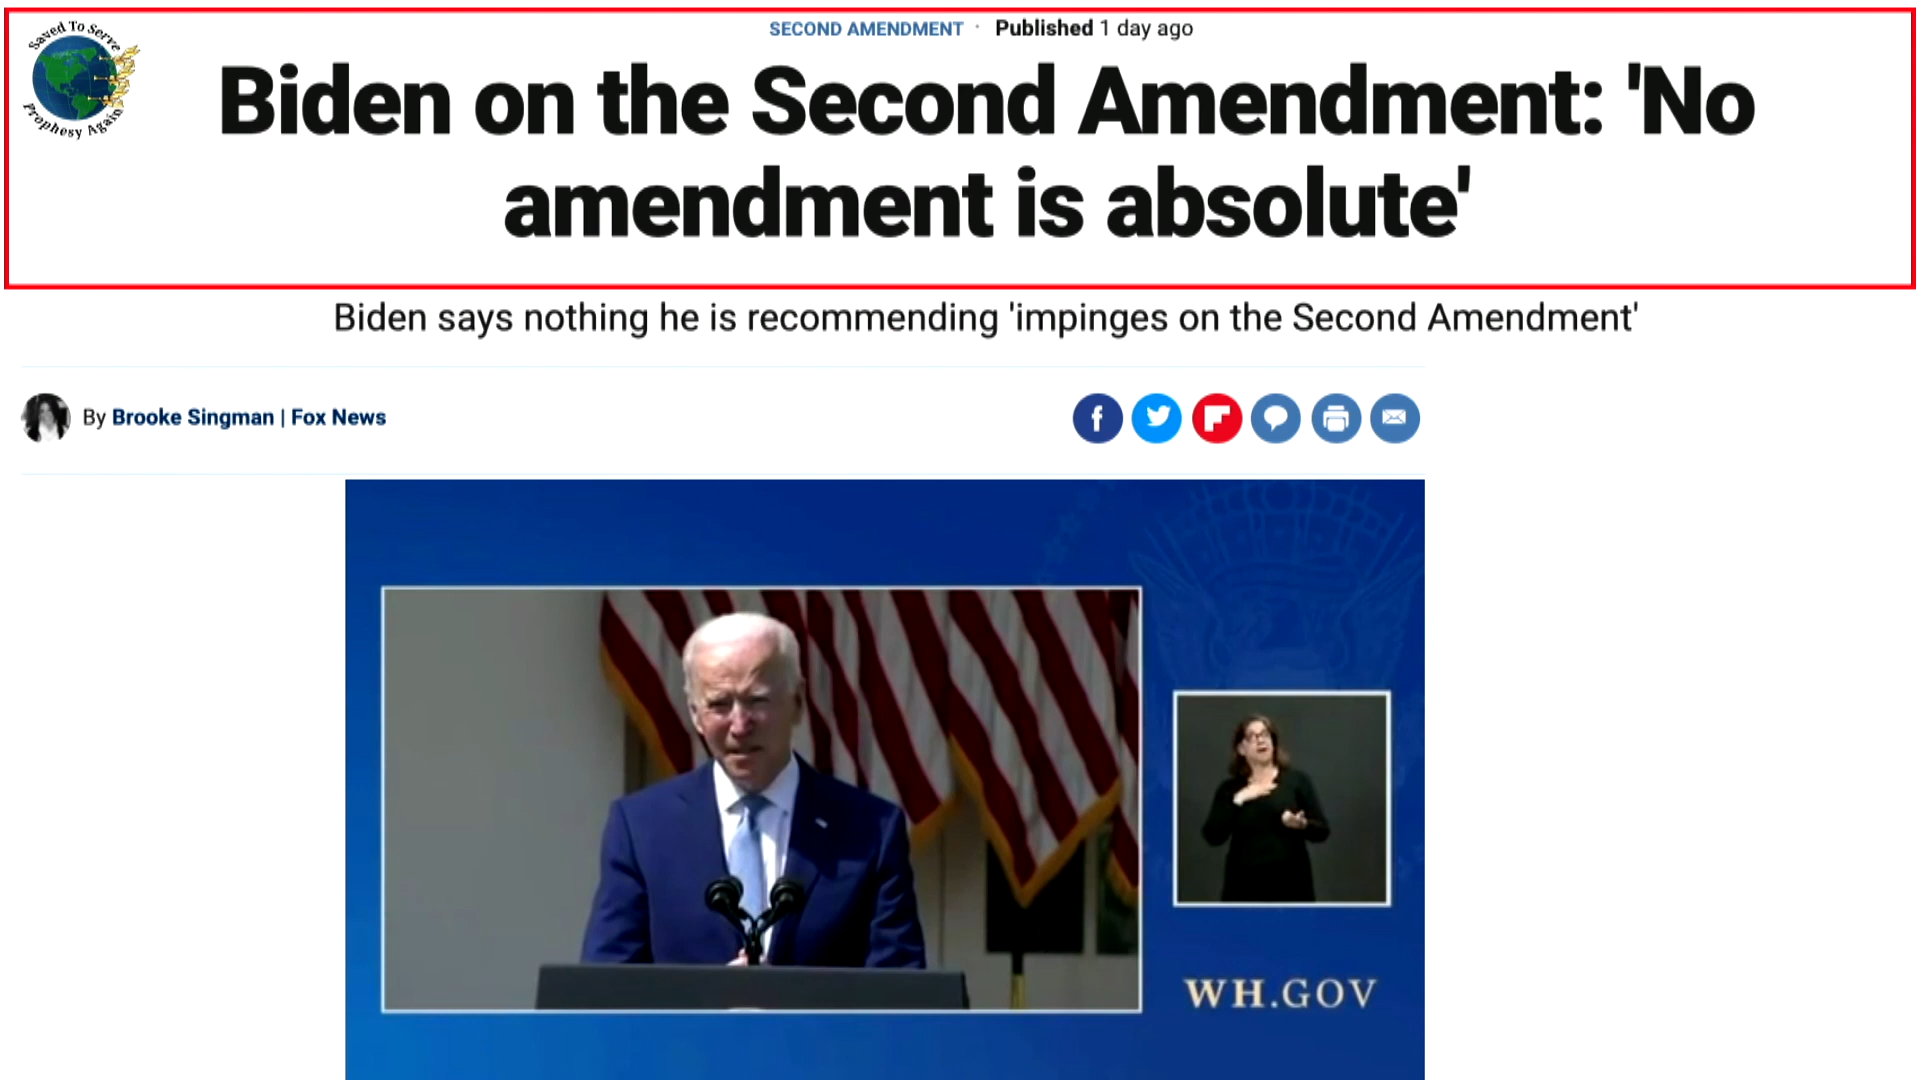 Saved To Serve
Prophesy Again
SECOND AMENDMENT · Published 1 day ago
Biden on the Second Amendment: 'No
amendment is absolute'
Biden says nothing he is recommending 'impinges on the Second Amendment'
By Brooke Singman | Fox News
WH.GOV